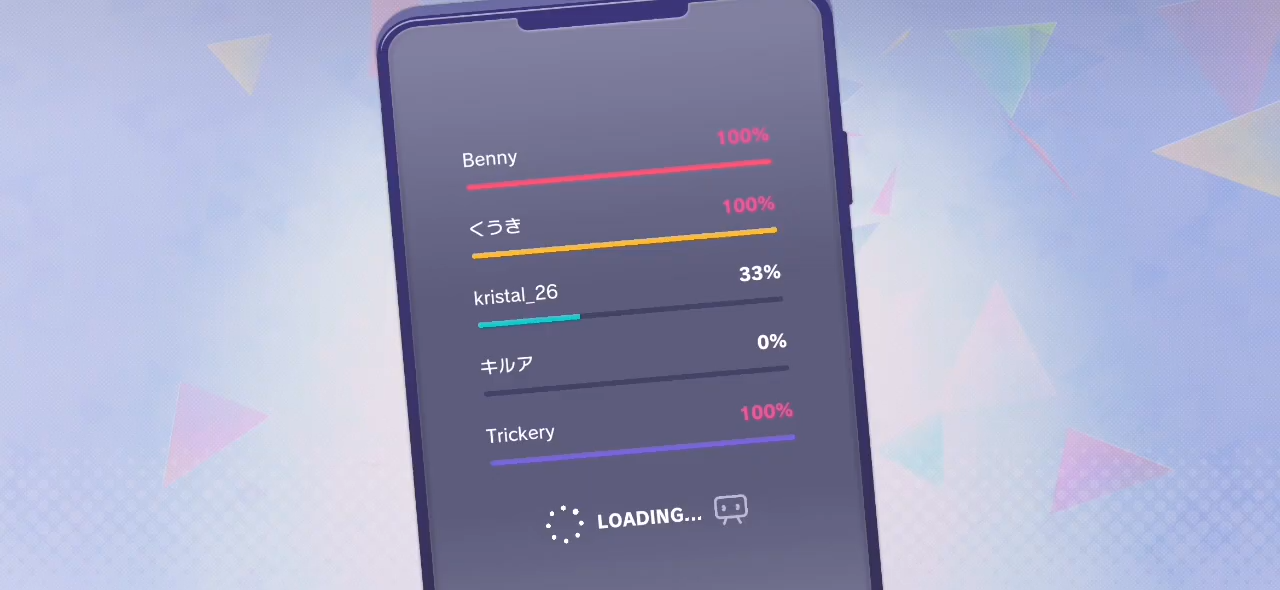 Benny 100%
くうき 100%
kristal_26 33%
キルア 0%
Trickery 100%
LOADING...